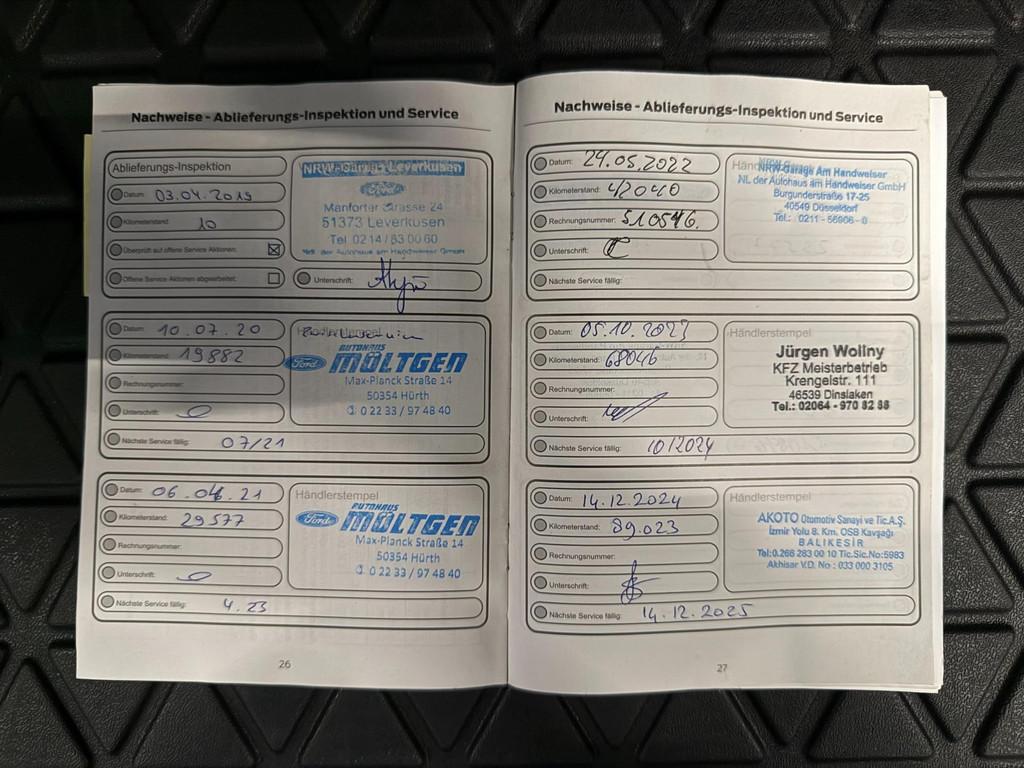 Nachweise - Ablieferungs-Inspektion und Service
Ablieferungs-Inspektion
Datum: 03.04.2019
Kilometerstand: 10
Überprüft auf offene Service Aktionen: ☒
Offene Service Aktionen abgearbeitet: ☐
NRW-Garage Leverkusen
Ford
Manforter Strasse 24
51373 Leverkusen
Tel 0214/83 00 60
NL der Autohaus am Handweiser GmbH
Unterschrift:
Datum: 10.07.20
Kilometerstand: 19882
Rechnungsnummer:
Unterschrift:
Nächste Service fällig: 07/21
Händlerstempel
AUTOHAUS
Ford MÖLTGEN
Max-Planck Straße 14
50354 Hürth
0 22 33 / 97 48 40
Datum: 06.04.21
Kilometerstand: 29577
Rechnungsnummer:
Unterschrift:
Nächste Service fällig: 4.23
Händlerstempel
AUTOHAUS
Ford MÖLTGEN
Max-Planck Straße 14
50354 Hürth
0 22 33 / 97 48 40
26
Nachweise - Ablieferungs-Inspektion und Service
Datum: 24.05.2022
Kilometerstand: 42040
Rechnungsnummer: 510546.
Unterschrift:
Nächste Service fällig:
NRW-Garage Am Handweiser
NL der Autohaus am Handweiser GmbH
Burgunderstraße 17-25
40549 Düsseldorf
Tel.: 0211 - 56906 - 0
Datum: 05.10.2023
Kilometerstand: 68046
Rechnungsnummer:
Unterschrift:
Nächste Service fällig: 10/2024
Händlerstempel
Jürgen Wollny
KFZ Meisterbetrieb
Krengelstr. 111
46539 Dinslaken
Tel.: 02064 - 970 82 88
Datum: 14.12.2024
Kilometerstand: 89.023
Rechnungsnummer:
Unterschrift:
Nächste Service fällig: 14.12.2025
Händlerstempel
AKOTO Otomotiv Sanayi ve Tic.A.Ş.
İzmir Yolu 8. Km. OSB Kavşağı
BALIKESİR
Tel:0.266 283 00 10 Tic.Sic.No:5983
Akhisar V.D. No : 033 000 3105
27